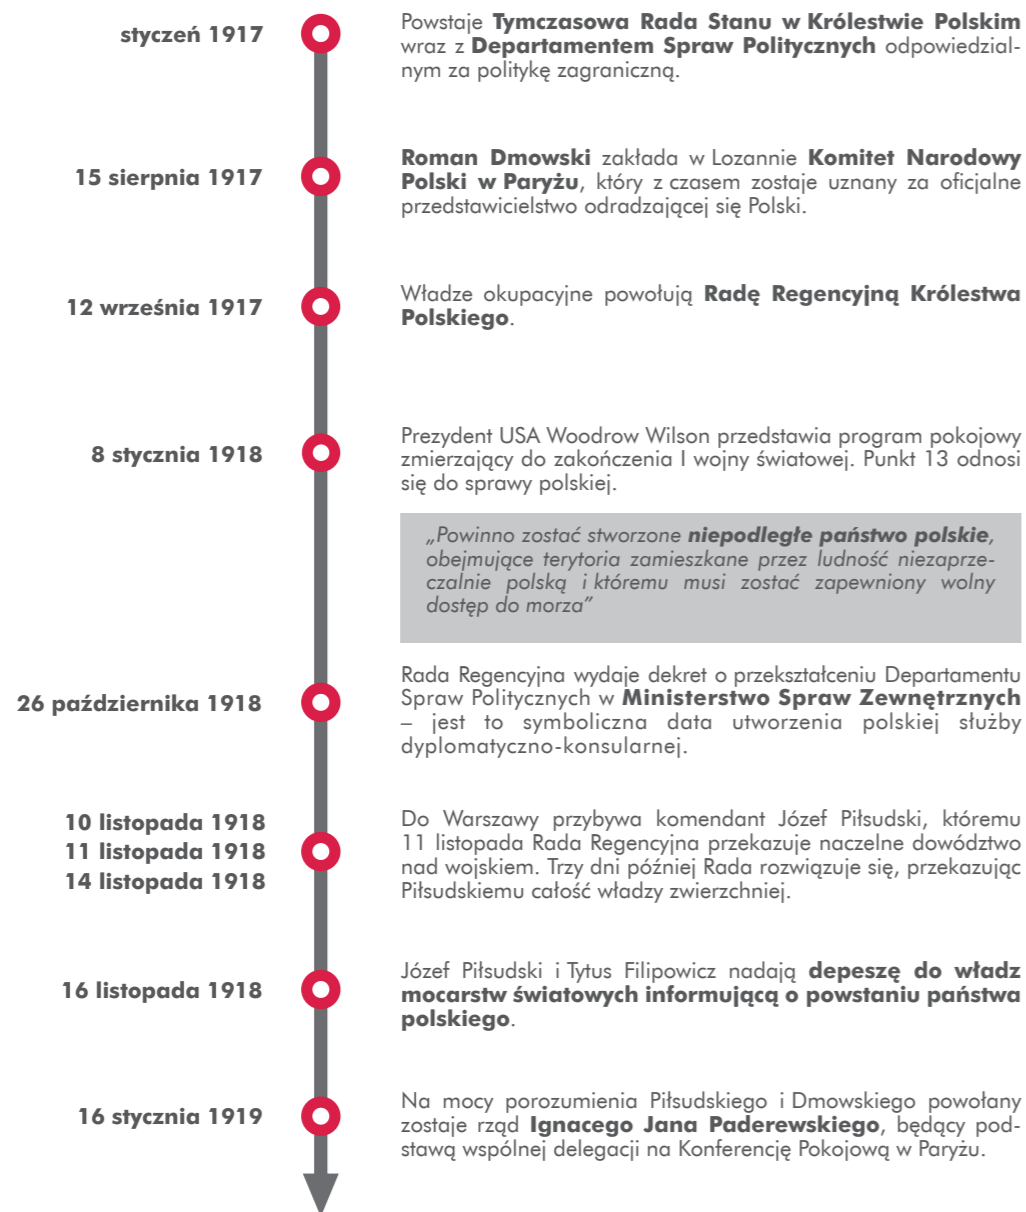 styczeń 1917
Powstaje Tymczasowa Rada Stanu w Królestwie Polskim
wraz z Departamentem Spraw Politycznych odpowiedzial-
nym za politykę zagraniczną.
15 sierpnia 1917
Roman Dmowski zakłada w Lozannie Komitet Narodowy
Polski w Paryżu, który z czasem zostaje uznany za oficjalne
przedstawicielstwo odradzającej się Polski.
12 września 1917
Władze okupacyjne powołują Radę Regencyjną Królestwa
Polskiego.
8 stycznia 1918
Prezydent USA Woodrow Wilson przedstawia program pokojowy
zmierzający do zakończenia I wojny światowej. Punkt 13 odnosi
się do sprawy polskiej.
„Powinno zostać stworzone niepodległe państwo polskie,
obejmujące terytoria zamieszkane przez ludność niezaprze-
czalnie polską i któremu musi zostać zapewniony wolny
dostęp do morza”
26 października 1918
Rada Regencyjna wydaje dekret o przekształceniu Departamentu
Spraw Politycznych w Ministerstwo Spraw Zewnętrznych
– jest to symboliczna data utworzenia polskiej służby
dyplomatyczno-konsularnej.
10 listopada 1918
11 listopada 1918
14 listopada 1918
Do Warszawy przybywa komendant Józef Piłsudski, któremu
11 listopada Rada Regencyjna przekazuje naczelne dowództwo
nad wojskiem. Trzy dni później Rada rozwiązuje się, przekazując
Piłsudskiemu całość władzy zwierzchniej.
16 listopada 1918
Józef Piłsudski i Tytus Filipowicz nadają depeszę do władz
mocarstw światowych informującą o powstaniu państwa
polskiego.
16 stycznia 1919
Na mocy porozumienia Piłsudskiego i Dmowskiego powołany
zostaje rząd Ignacego Jana Paderewskiego, będący pod-
stawą wspólnej delegacji na Konferencję Pokojową w Paryżu.